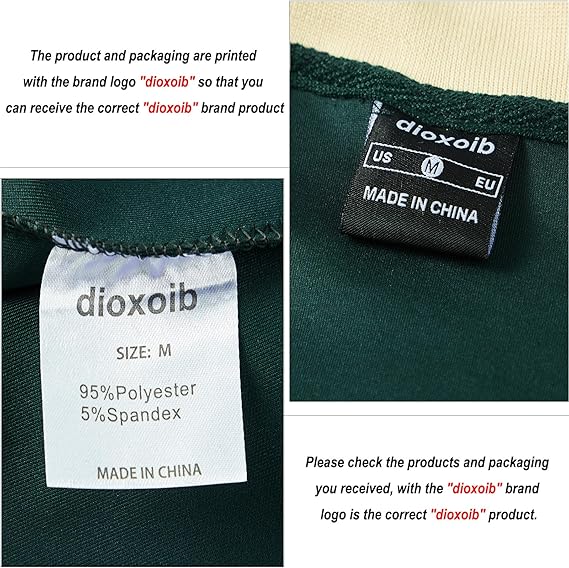 The product and packaging are printed
with the brand logo "dioxoib" so that you
can receive the correct "dioxoib" brand product
dioxoib
US M EU
MADE IN CHINA
dioxoib
SIZE: M
95%Polyester
5%Spandex
MADE IN CHINA
Please check the products and packaging
you received, with the "dioxoib" brand
logo is the correct "dioxoib" product.